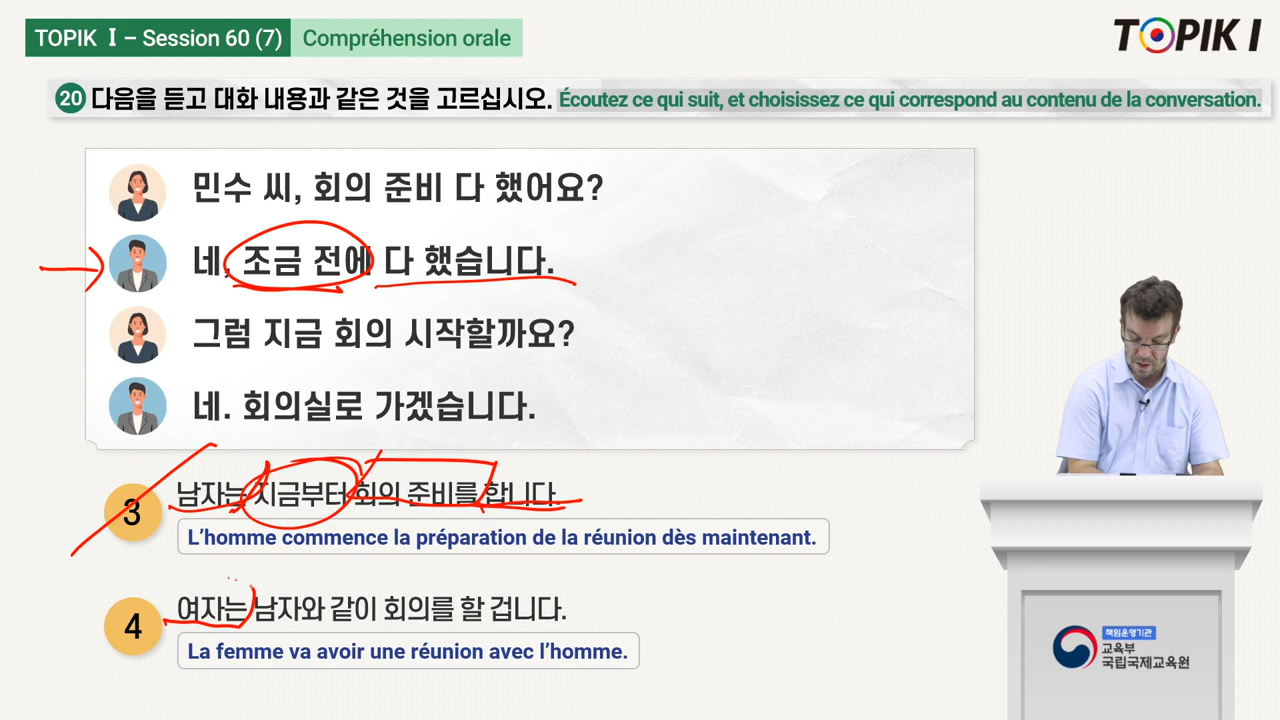 TOPIK Ⅰ – Session 60 (7) Compréhension orale
TOPIK I
20 다음을 듣고 대화 내용과 같은 것을 고르십시오. Écoutez ce qui suit, et choisissez ce qui correspond au contenu de la conversation.
민수 씨, 회의 준비 다 했어요?
네, 조금 전에 다 했습니다.
그럼 지금 회의 시작할까요?
네. 회의실로 가겠습니다.
3 남자는 지금부터 회의 준비를 합니다.
L’homme commence la préparation de la réunion dès maintenant.
4 여자는 남자와 같이 회의를 할 겁니다.
La femme va avoir une réunion avec l’homme.
책임운영기관
교육부
국립국제교육원